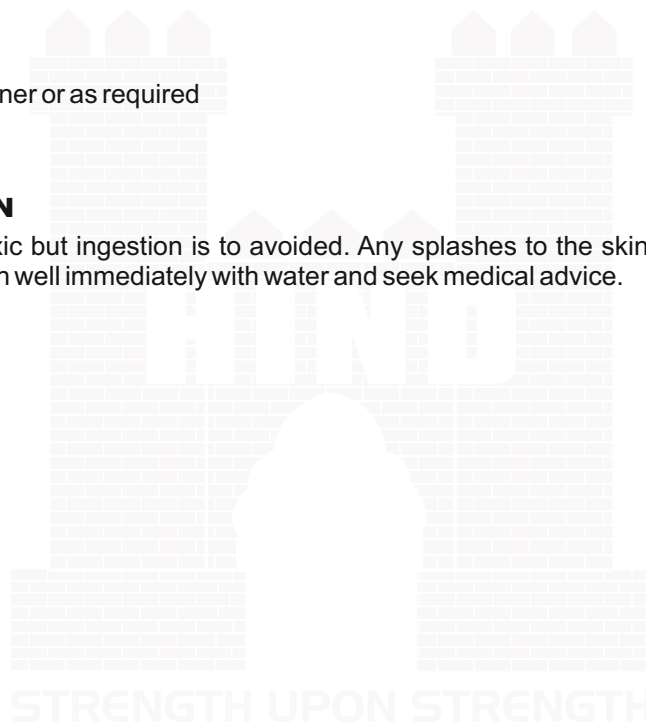 ner or as required
N
xic but ingestion is to avoided. Any splashes to the skin
h well immediately with water and seek medical advice.
HIND
STRENGTH UPON STRENGTH